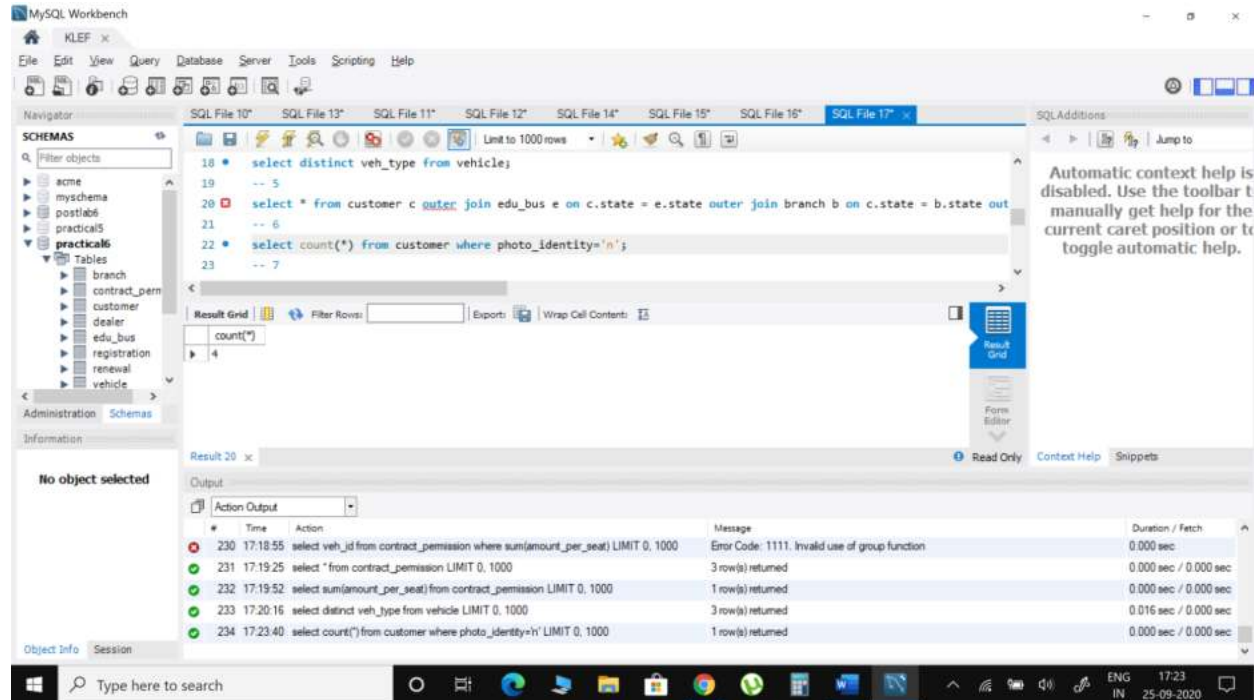 MySQL Workbench
KLEF ×
File Edit View Query Database Server Tools Scripting Help
Navigator
SCHEMAS
Filter objects
acme
myschema
postlab6
practical5
practical6
Tables
branch
contract_perm
customer
dealer
edu_bus
registration
renewal
vehicle
Administration Schemas
Information
No object selected
Object Info Session
SQL File 10* SQL File 13* SQL File 11* SQL File 12* SQL File 14* SQL File 15* SQL File 16* SQL File 17* ×
Limit to 1000 rows
18 select distinct veh_type from vehicle;
19 -- 5
20 select * from customer c outer join edu_bus e on c.state = e.state outer join branch b on c.state = b.state out
21 -- 6
22 select count(*) from customer where photo_identity='n';
23 -- 7
Result Grid Filter Rows: Export: Wrap Cell Content:
count(*)
4
Result Grid
Form Editor
Result 20 × Read Only
Output
Action Output
# Time Action Message Duration / Fetch
230 17:18:55 select veh_id from contract_permission where sum(amount_per_seat) LIMIT 0, 1000 Error Code: 1111. Invalid use of group function 0.000 sec
231 17:19:25 select * from contract_permission LIMIT 0, 1000 3 row(s) returned 0.000 sec / 0.000 sec
232 17:19:52 select sum(amount_per_seat) from contract_permission LIMIT 0, 1000 1 row(s) returned 0.000 sec / 0.000 sec
233 17:20:16 select distinct veh_type from vehicle LIMIT 0, 1000 3 row(s) returned 0.016 sec / 0.000 sec
234 17:23:40 select count(*) from customer where photo_identity='n' LIMIT 0, 1000 1 row(s) returned 0.000 sec / 0.000 sec
SQLAdditions
Jump to
Automatic context help is
disabled. Use the toolbar t
manually get help for the
current caret position or to
toggle automatic help.
Context Help Snippets
Type here to search
ENG
IN
17:23
25-09-2020